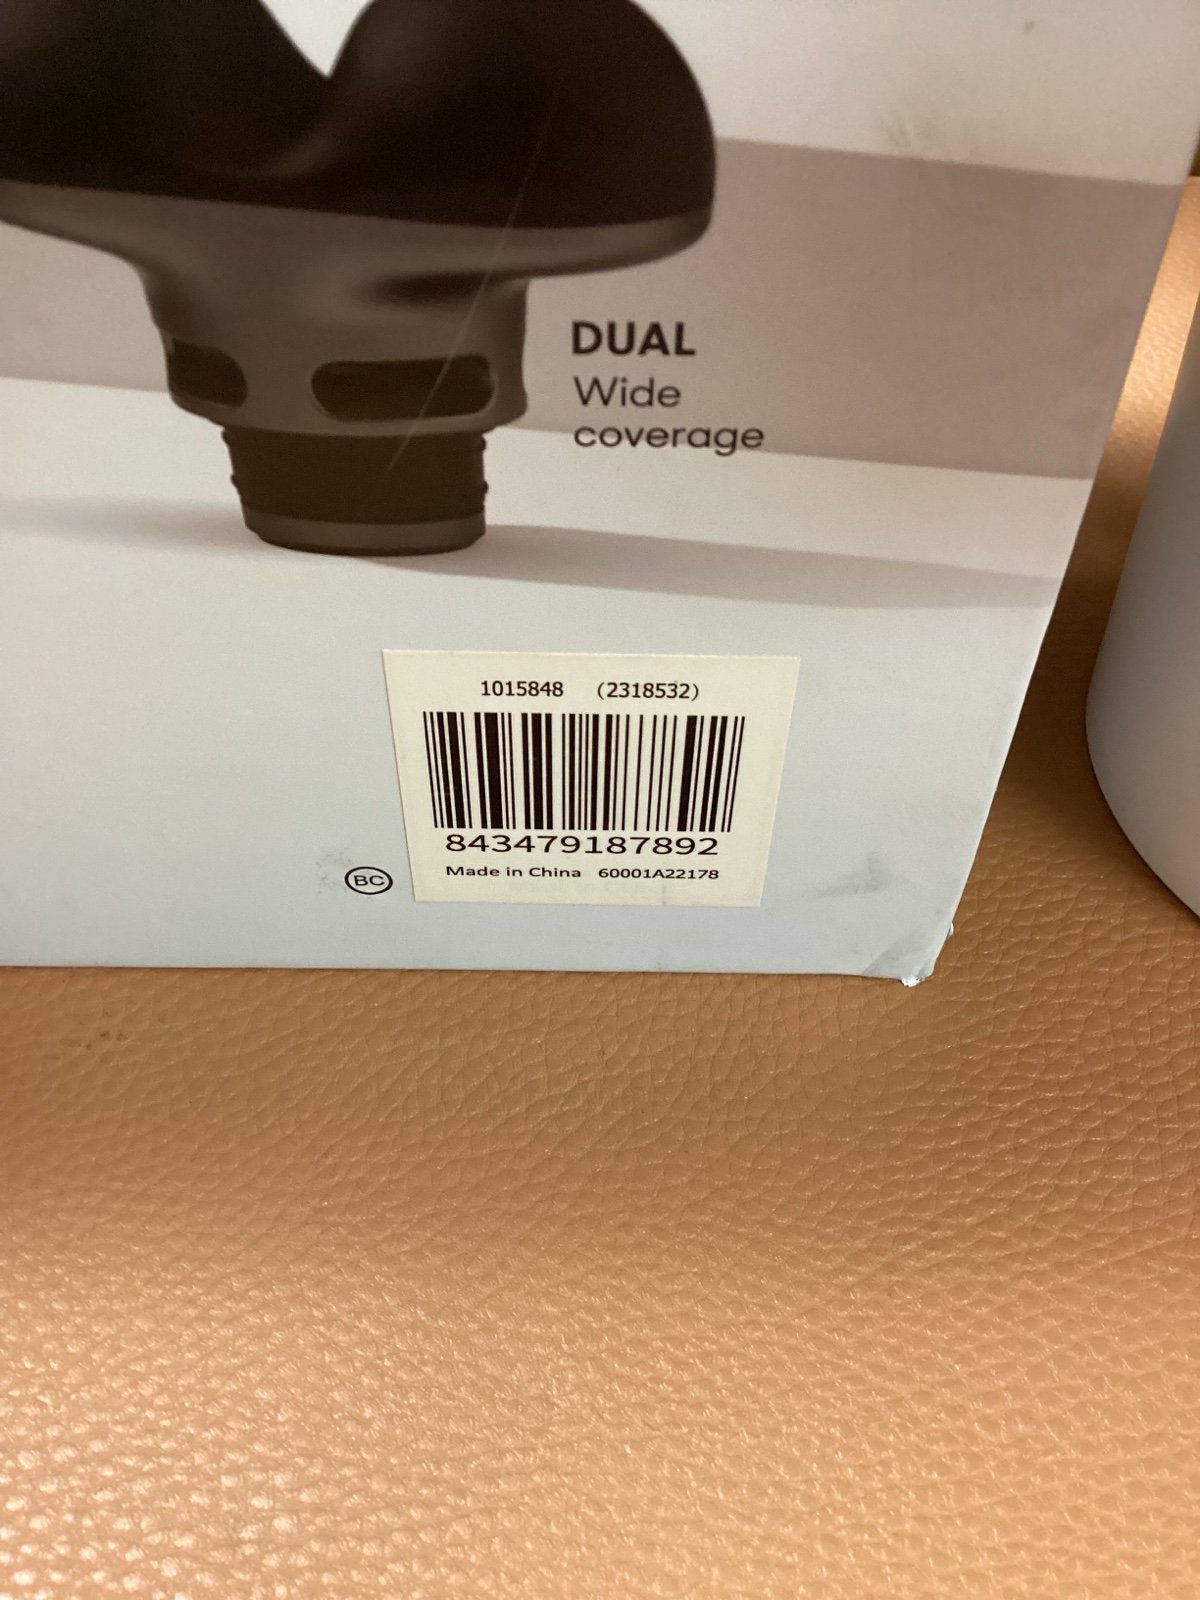 DUAL
Wide
coverage
1015848 (2318532)
843479187892
Made in China 60001A22178
BC